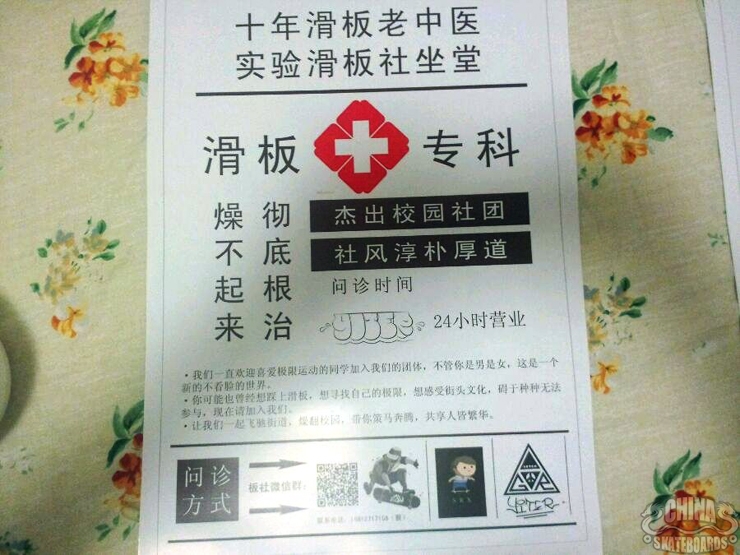 十年滑板老中医
实验滑板社坐堂
滑板 专科
燥 彻 杰出校园社团
不 底 社风淳朴厚道
起 根 问诊时间
来 治 24小时营业
·我们一直欢迎喜爱极限运动的同学加入我们的团体，不管你是男是女，这是一个
新的不看脸的世界。
·你可能也曾经想踩上滑板，想寻找自己的极限，想感受街头文化，碍于种种无法
参与，现在请加入我们。
·让我们一起飞驰街道，燥翻校园，带你策马奔腾，共享人皆繁华。
问诊
方式
板社微信群：
CHINA
SKATEBOARDS